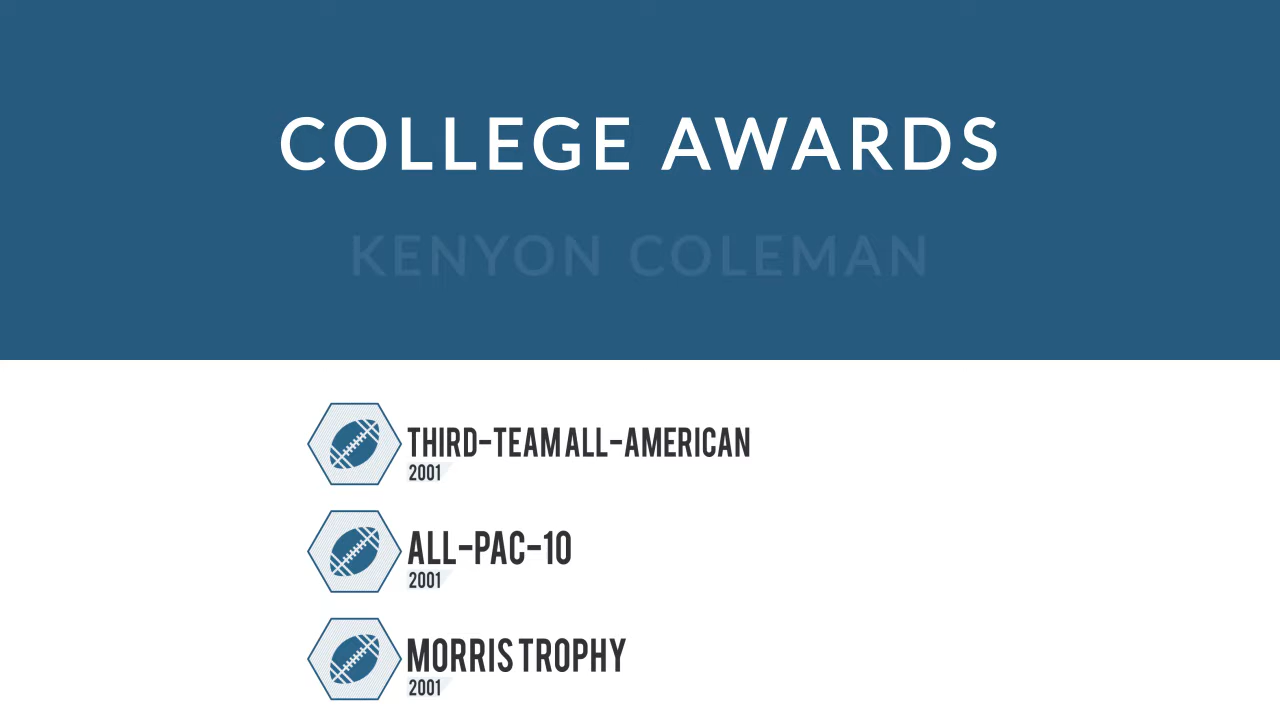 COLLEGE AWARDS
KENYON COLEMAN
THIRD-TEAM ALL-AMERICAN
2001
ALL-PAC-10
2001
MORRIS TROPHY
2001